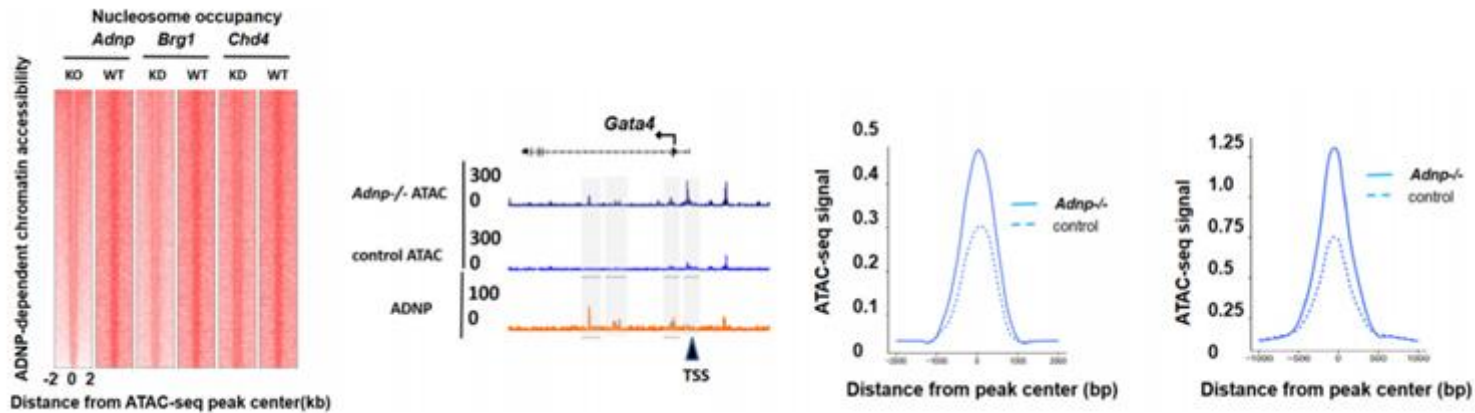 Nucleosome occupancy
Adnp Brg1 Chd4
KO WT KD WT KD WT
ADNP-dependent chromatin accessibility
-2 0 2
Distance from ATAC-seq peak center(kb)
Gata4
Adnp-/- ATAC
300
0
control ATAC
300
0
ADNP
100
0
TSS
ATAC-seq signal
0.5
0.4
0.3
0.2
0.1
0
Adnp-/-
control
0
Distance from peak center (bp)
ATAC-seq signal
1.25
1.0
0.75
0.5
0.25
0
Adnp-/-
control
-1000 -500 0 500 1000
Distance from peak center (bp)